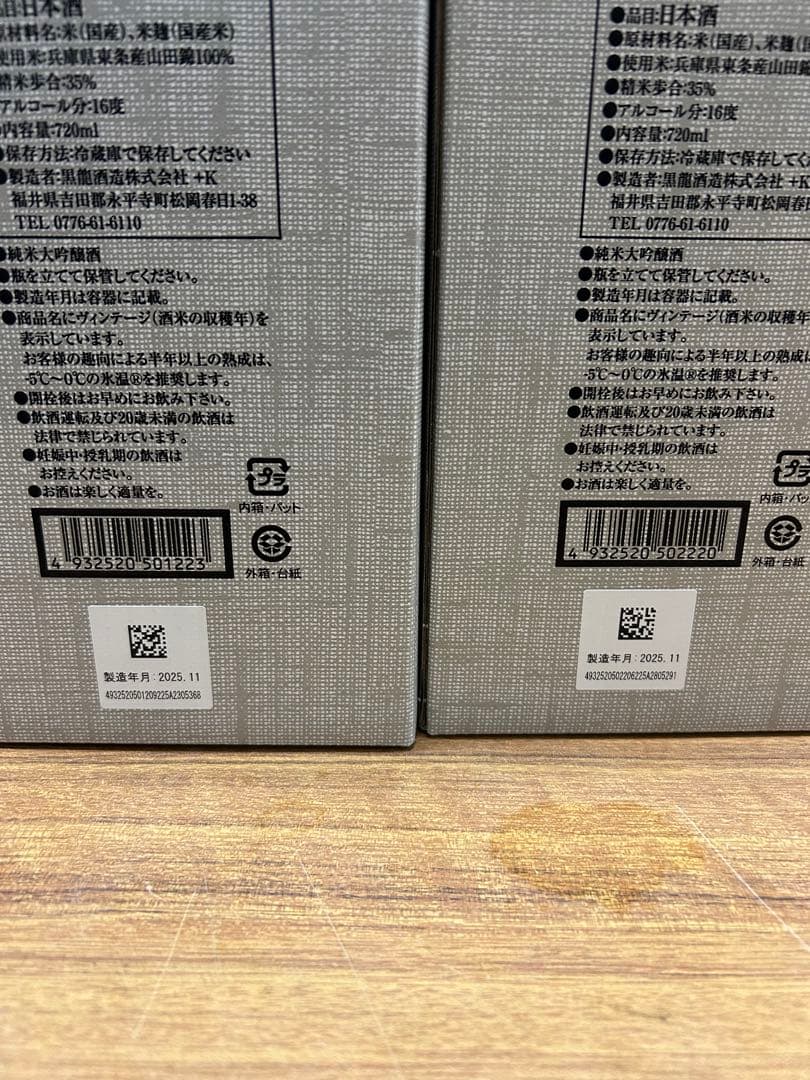 品目:日本酒
原材料名:米(国産)、米麹(国産米)
使用米:兵庫県東条産山田錦100%
精米歩合:35%
アルコール分:16度
内容量:720ml
●保存方法:冷蔵庫で保存してください
●製造者:黒龍酒造株式会社 +K
福井県吉田郡永平寺町松岡春日1-38
TEL 0776-61-6110
●純米大吟醸酒
●瓶を立てて保管してください。
●製造年月は容器に記載。
●商品名にヴィンテージ(酒米の収穫年)を
表示しています。
お客様の趣向による半年以上の熟成は、
-5℃〜0℃の氷温®を推奨します。
●開栓後はお早めにお飲み下さい。
●飲酒運転及び20歳未満の飲酒は
法律で禁じられています。
●妊娠中・授乳期の飲酒は
お控えください。
●お酒は楽しく適量を。
プラ
内箱・パット
外箱・台紙
4 932520 501223
製造年月:2025.11
4932520501209225A2305368
●品目:日本酒
●原材料名:米(国産)、米麹(国
●使用米:兵庫県東条産山田錦
●精米歩合:35%
●アルコール分:16度
●内容量:720ml
●保存方法:冷蔵庫で保存してくだ
●製造者:黒龍酒造株式会社 +K
福井県吉田郡永平寺町松岡春日
TEL 0776-61-6110
●純米大吟醸酒
●瓶を立てて保管してください。
●製造年月は容器に記載。
●商品名にヴィンテージ(酒米の収穫年
表示しています。
お客様の趣向による半年以上の熟成
-5℃〜0℃の氷温®を推奨します。
●開栓後はお早めにお飲み下さい。
●飲酒運転及び20歳未満の飲酒は
法律で禁じられています。
●妊娠中・授乳期の飲酒は
お控えください。
●お酒は楽しく適量を。
プラ
内箱・パッ
外箱・台紙
4 932520 502220
製造年月:2025.11
4932520502206225A2805291